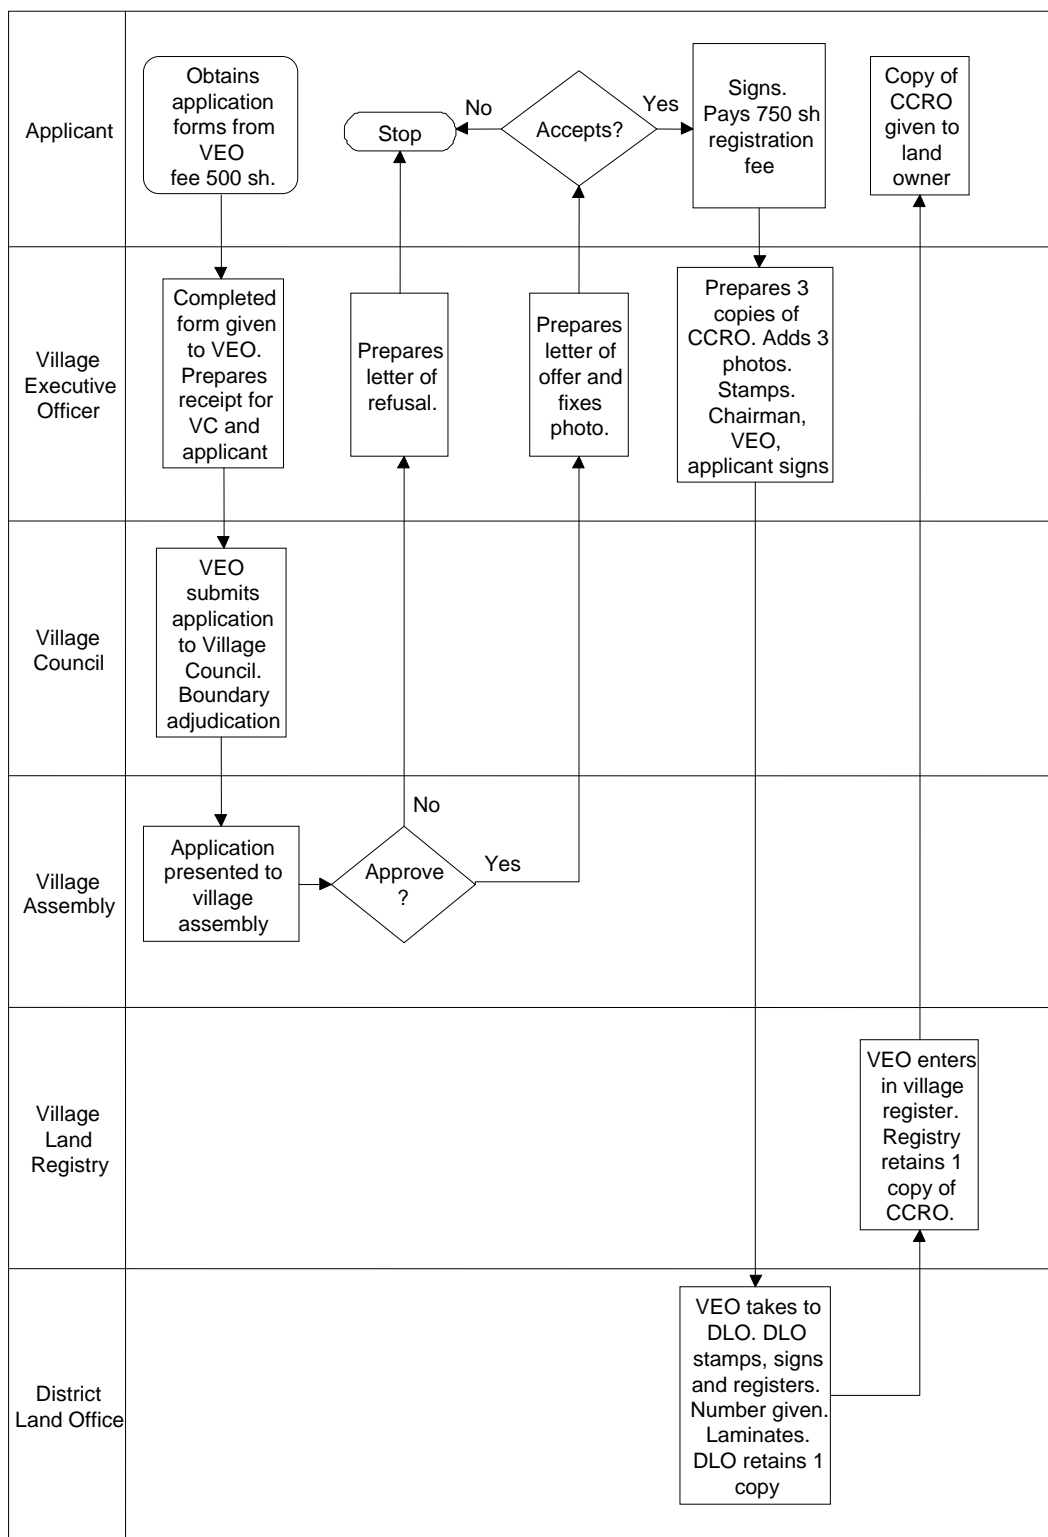 Applicant
Obtains
application
forms from
VEO
fee 500 sh.
Stop
No
Accepts?
Yes
Signs.
Pays 750 sh
registration
fee
Copy of
CCRO
given to
land
owner
Village
Executive
Officer
Completed
form given
to VEO.
Prepares
receipt for
VC and
applicant
Prepares
letter of
refusal.
Prepares
letter of
offer and
fixes
photo.
Prepares 3
copies of
CCRO. Adds 3
photos.
Stamps.
Chairman,
VEO,
applicant signs
Village
Council
VEO
submits
application
to Village
Council.
Boundary
adjudication
Village
Assembly
Application
presented to
village
assembly
No
Approve
?
Yes
Village
Land
Registry
VEO enters
in village
register.
Registry
retains 1
copy of
CCRO.
District
Land Office
VEO takes to
DLO. DLO
stamps, signs
and registers.
Number given.
Laminates.
DLO retains 1
copy